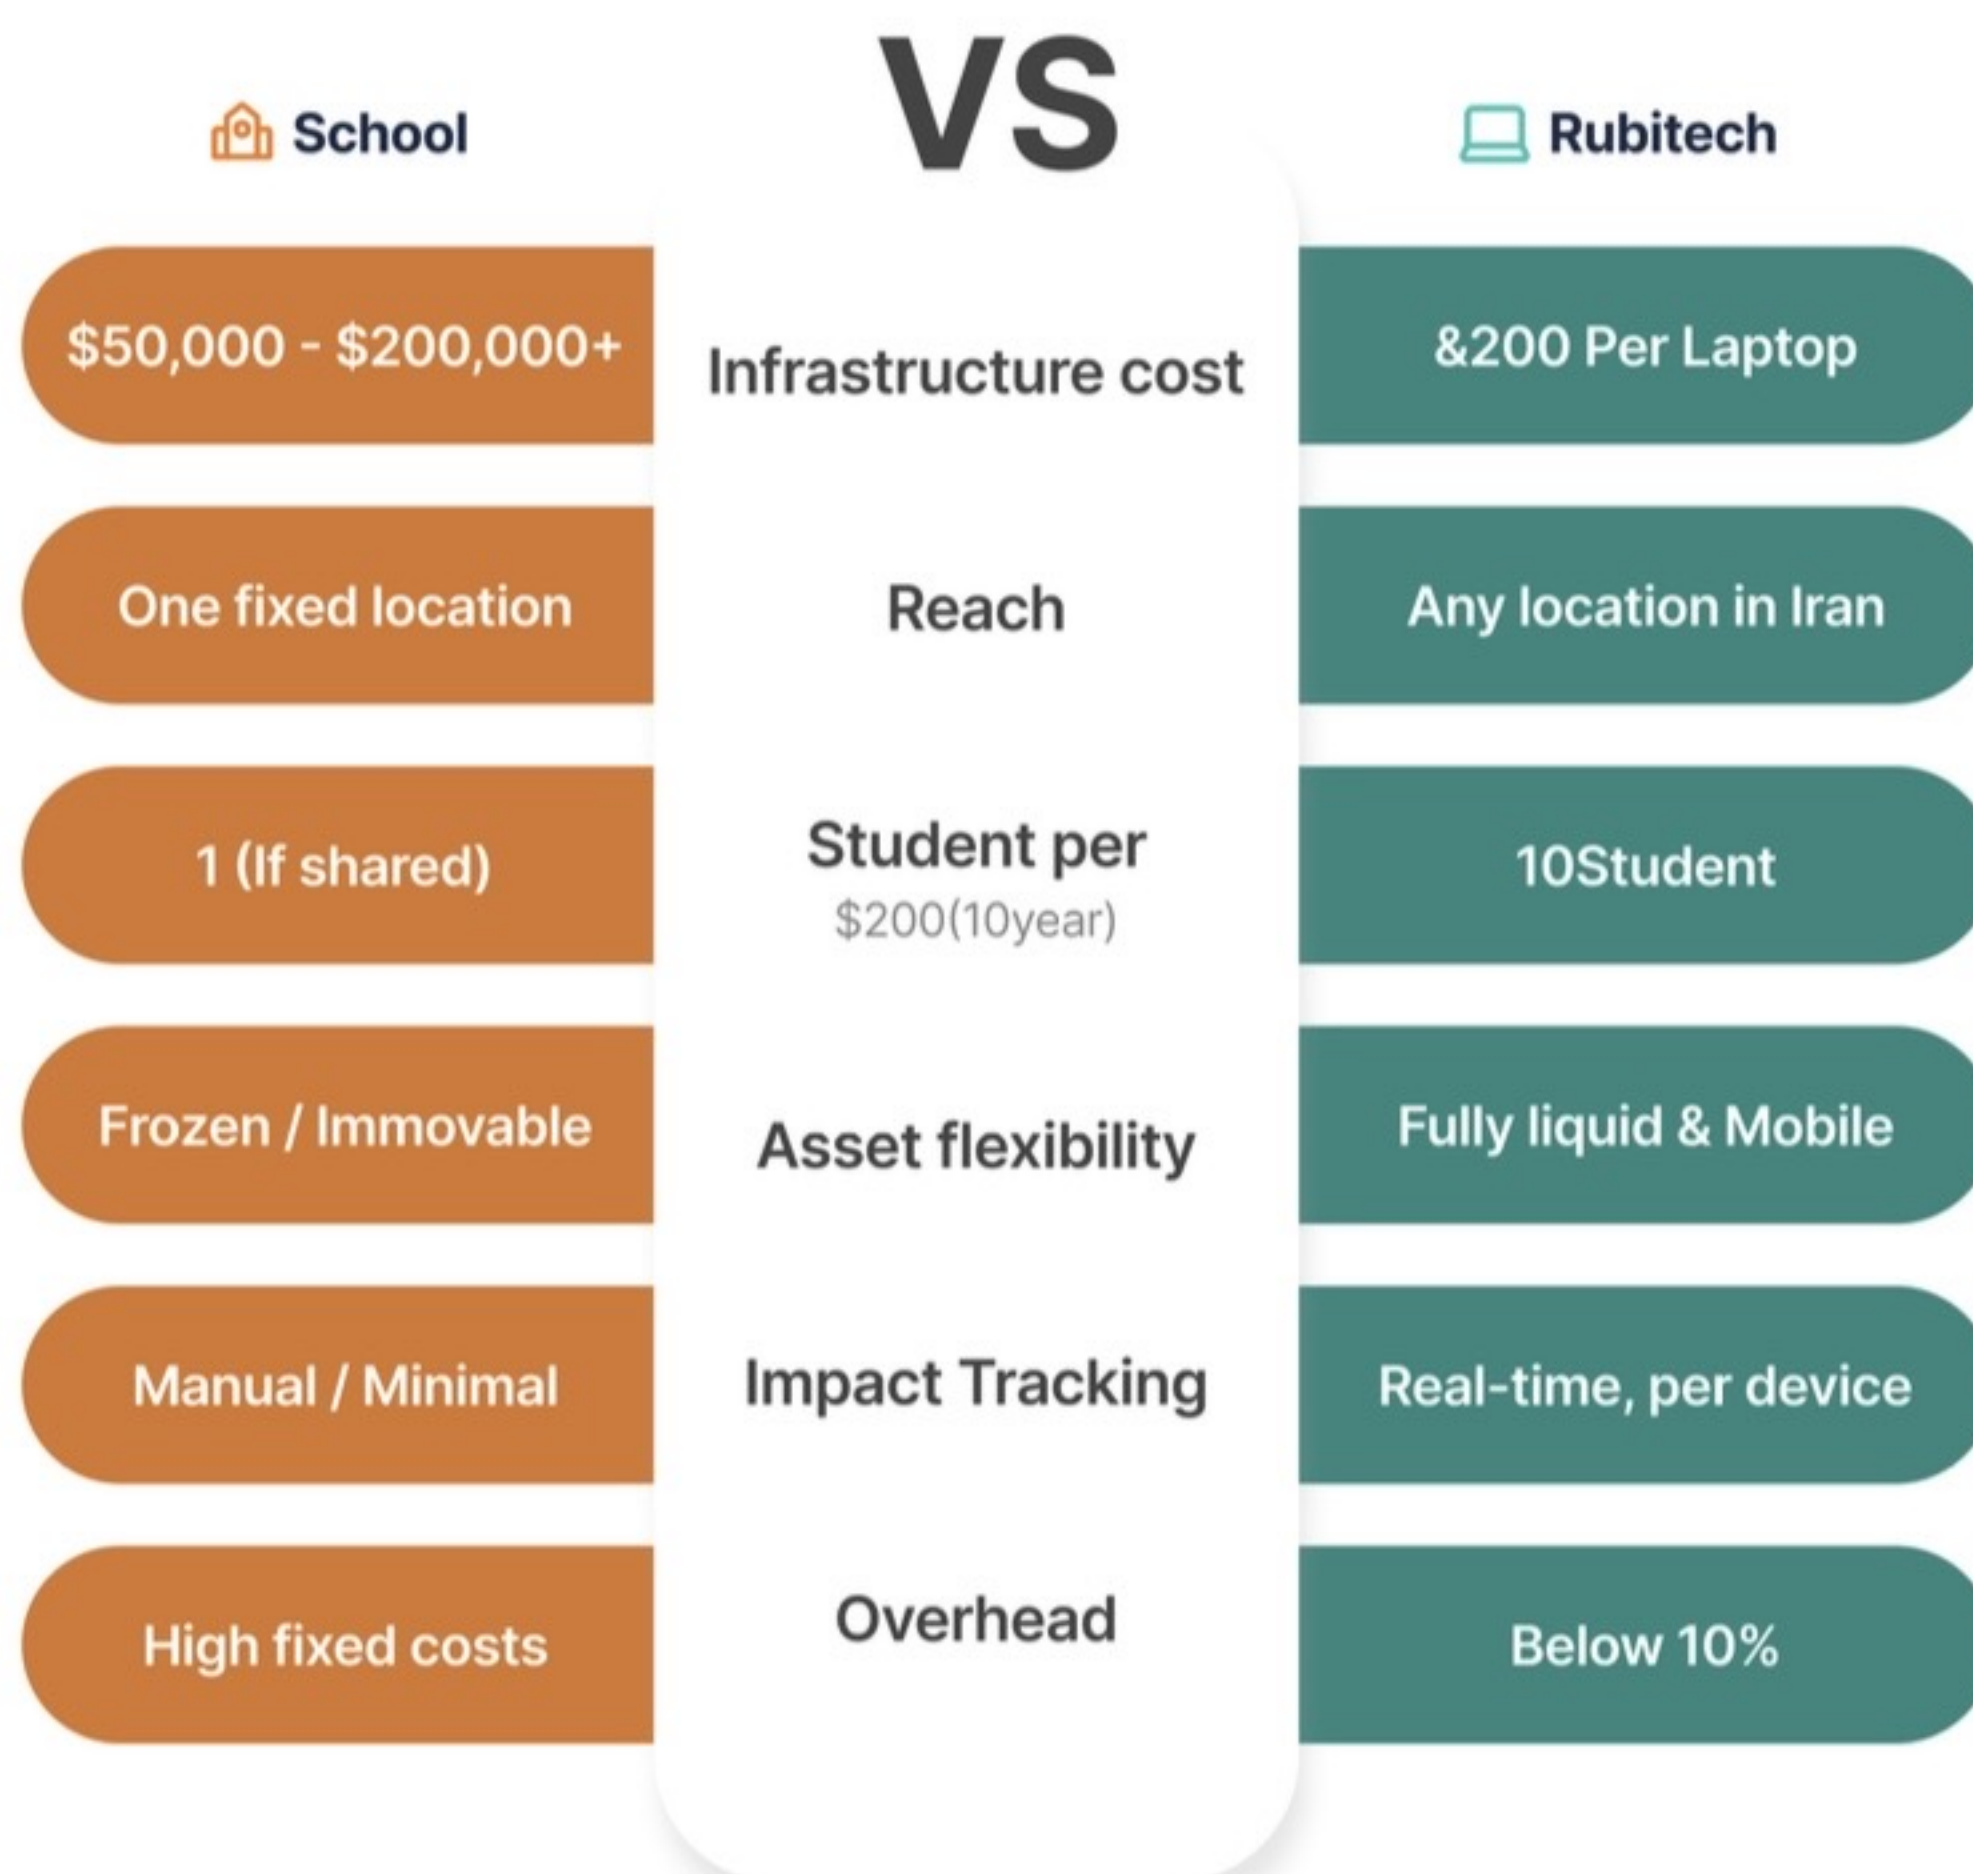 VS
School
Rubitech
$50,000 - $200,000+
Infrastructure cost
&200 Per Laptop
One fixed location
Reach
Any location in Iran
1 (If shared)
Student per
$200(10year)
10Student
Frozen / Immovable
Asset flexibility
Fully liquid & Mobile
Manual / Minimal
Impact Tracking
Real-time, per device
High fixed costs
Overhead
Below 10%